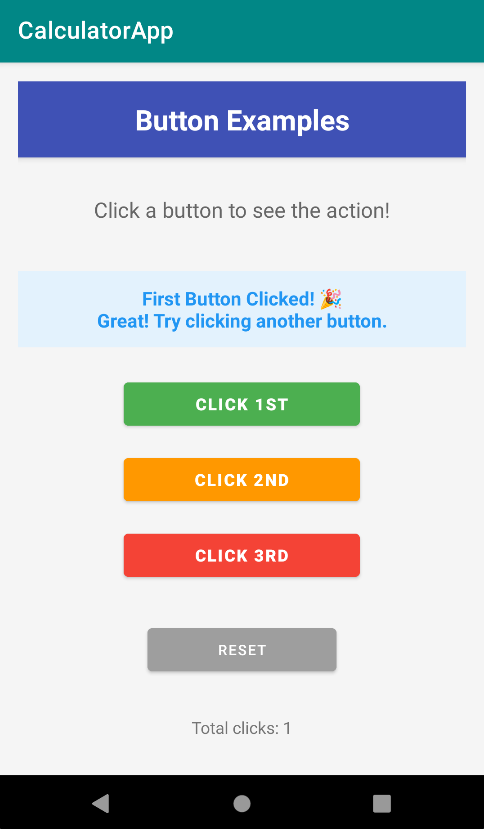 CalculatorApp
Button Examples
Click a button to see the action!
First Button Clicked! 🎉
Great! Try clicking another button.
CLICK 1ST
CLICK 2ND
CLICK 3RD
RESET
Total clicks: 1